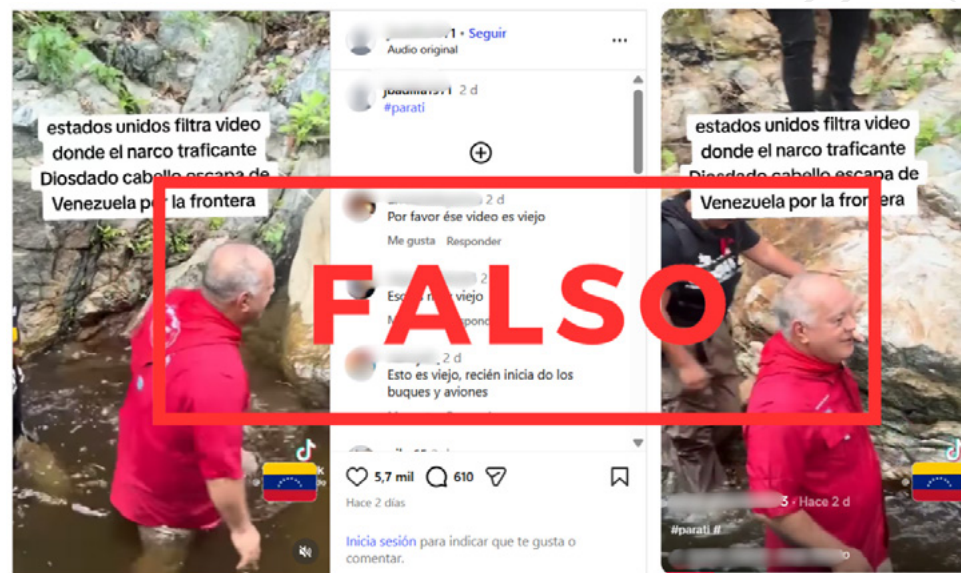 estados unidos filtra video
donde el narco traficante
Diosdado cabello escapa de
Venezuela por la frontera
1 • Seguir
Audio original
2 d
#parati
2 d
Por favor ése video es viejo
Me gusta Responder
2
viejo
2 d
Esto es viejo, recién inicia do los
buques y aviones
5,7 mil 610
Hace 2 días
Inicia sesión para indicar que te gusta o
comentar.
FALSO
estados unidos filtra video
donde el narco traficante
Diosdado cabello escapa de
Venezuela por la frontera
3 • Hace 2 d
#parati #